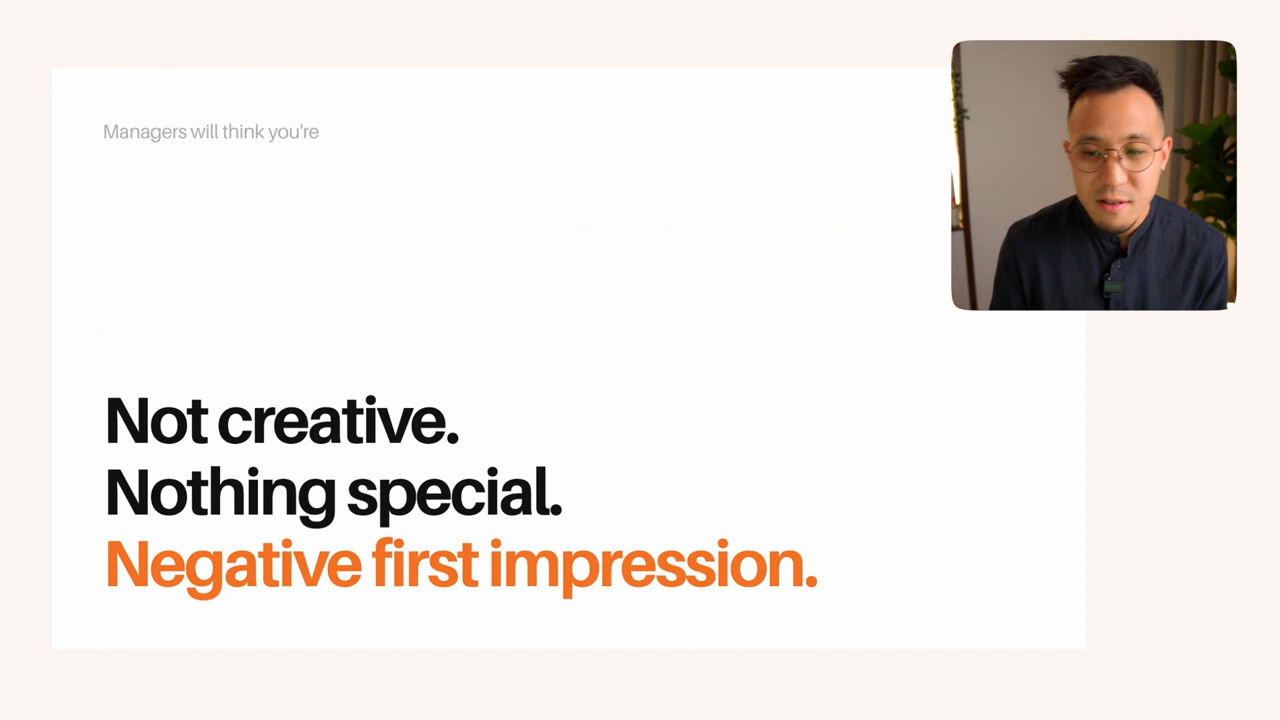 Managers will think you're
Not creative.
Nothing special.
Negative first impression.